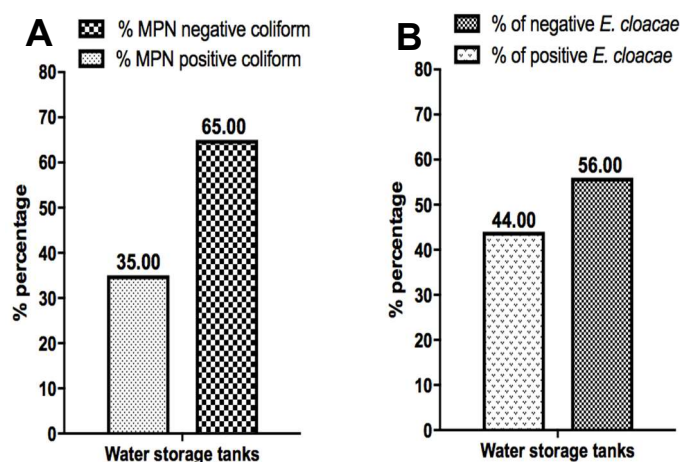 A
% MPN negative coliform
% MPN positive coliform
% percentage
80
70
60
50
40
30
20
10
0
35.00
65.00
Water storage tanks
B
% of negative E. cloacae
% of positive E. cloacae
% percentage
80
70
60
50
40
30
20
10
0
44.00
56.00
Water storage tanks